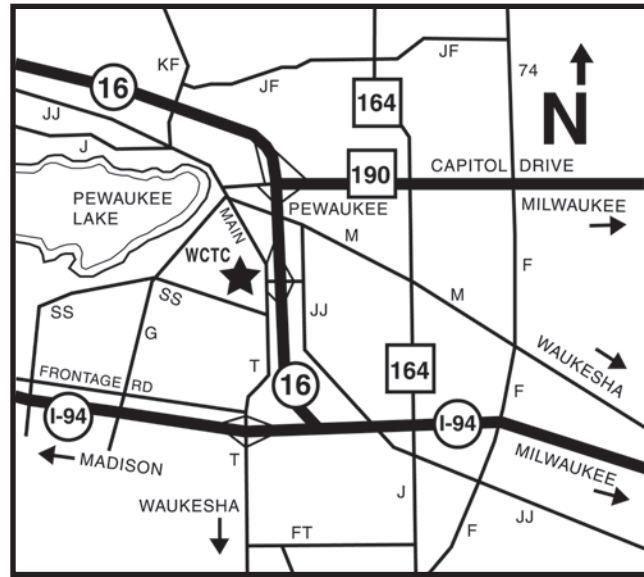 KF
74
16
JF
JF
N
JJ
164
J
190
CAPITOL DRIVE
PEWAUKEE
LAKE
MAIN
PEWAUKEE
MILWAUKEE
M
WCTC
F
SS
SS
JJ
M
G
T
WAUKESHA
FRONTAGE RD
16
164
F
I-94
I-94
MADISON
T
MILWAUKEE
WAUKESHA
J
JJ
FT
F